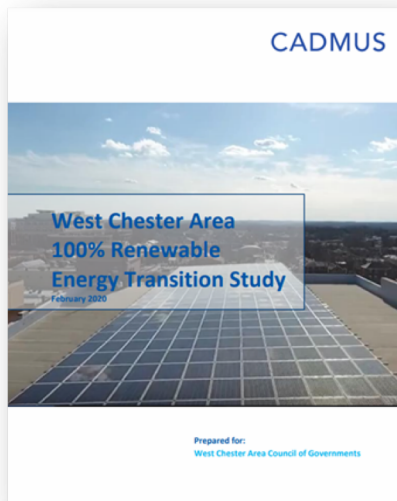 CADMUS
West Chester Area
100% Renewable
Energy Transition Study
February 2020
Prepared for:
West Chester Area Council of Governments